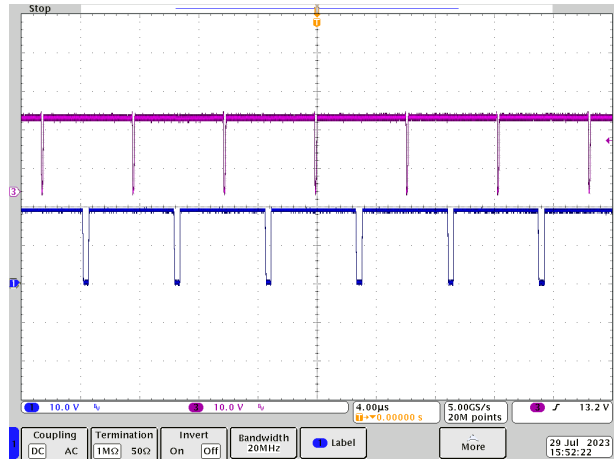 Stop
T
3
T
1 10.0 V
3 10.0 V
4.00µs
T→▼0.00000 s
5.00GS/s
20M points
3 ∫ 13.2 V
Coupling
DC AC
Termination
1MΩ 50Ω
Invert
On Off
Bandwidth
20MHz
1 Label
More
29 Jul 2023
15:52:22